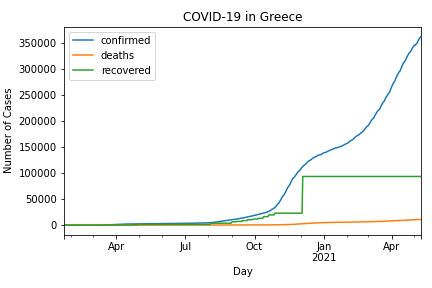 COVID-19 in Greece
confirmed
deaths
recovered
Number of Cases
350000
300000
250000
200000
150000
100000
50000
0
Apr Jul Oct Jan Apr
2021
Day